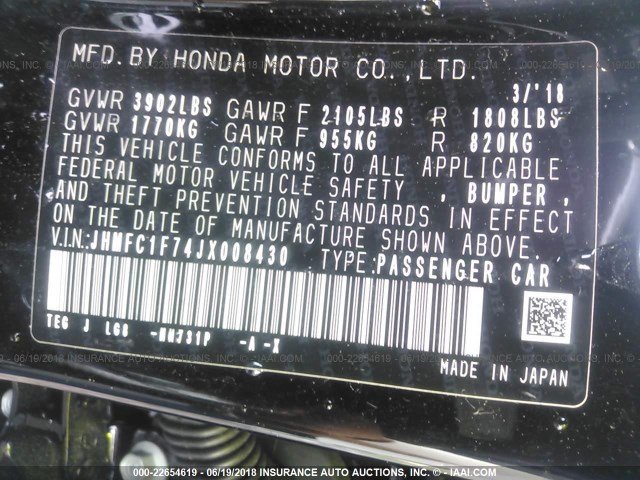 MFD. BY HONDA MOTOR CO., LTD.
3/'18
GVWR 3902LBS GAWR F 2105LBS R 1808LBS
GVWR 1770KG GAWR F 955KG R 820KG
THIS VEHICLE CONFORMS TO ALL APPLICABLE
FEDERAL MOTOR VEHICLE SAFETY , BUMPER ,
AND THEFT PREVENTION STANDARDS IN EFFECT
ON THE DATE OF MANUFACTURE SHOWN ABOVE.
V.I.N: JHMFC1F74JX008430 TYPE: PASSENGER CAR
TEG J LG8 -NH731P -A -X
MADE IN JAPAN
000-22654619 - 06/19/2018 INSURANCE AUTO AUCTIONS, INC. - IAAI.COM